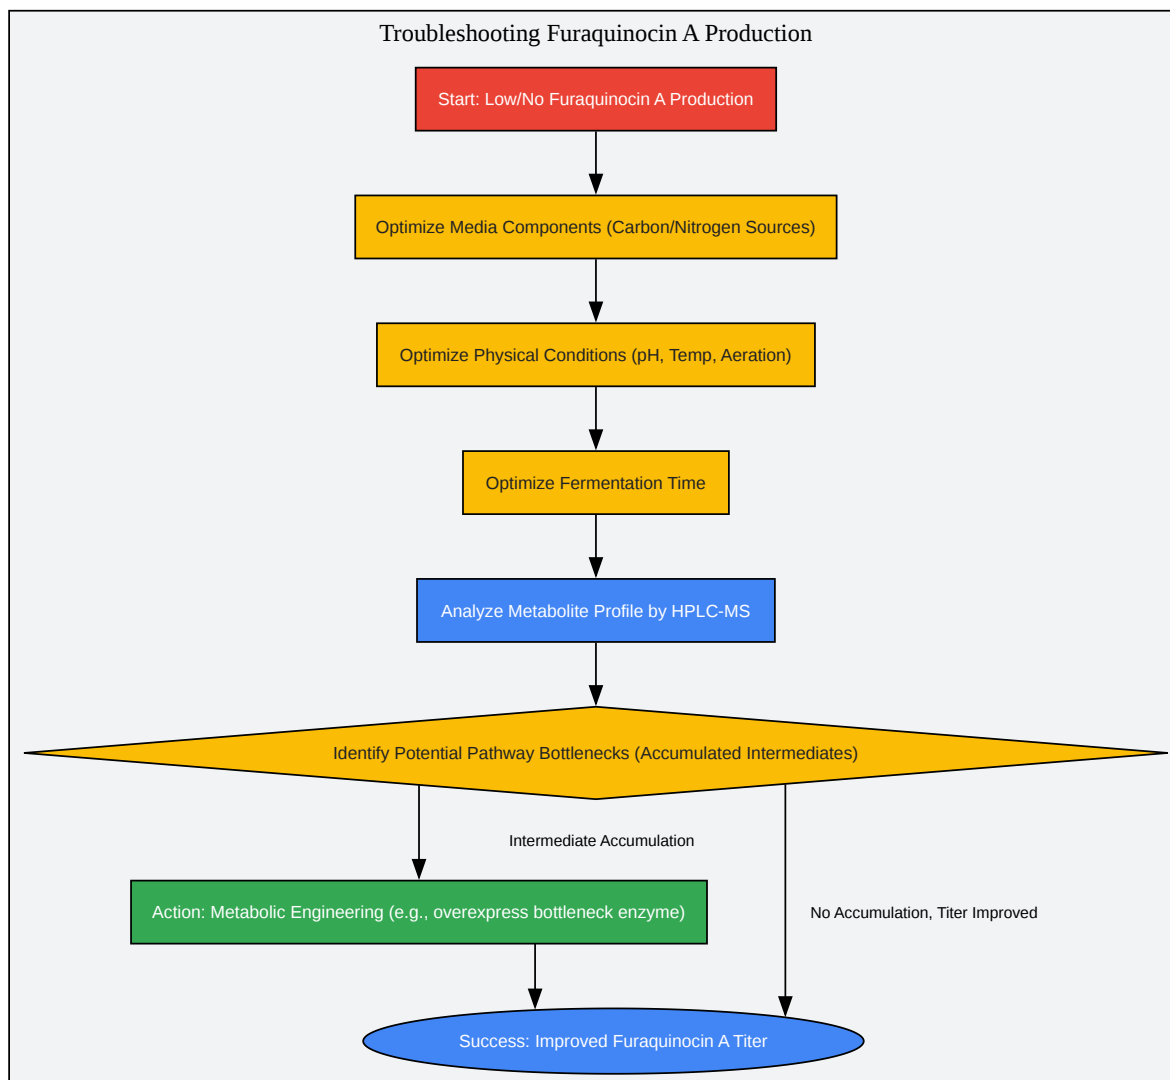 Troubleshooting Furaquinocin A Production
Start: Low/No Furaquinocin A Production
Optimize Media Components (Carbon/Nitrogen Sources)
Optimize Physical Conditions (pH, Temp, Aeration)
Optimize Fermentation Time
Analyze Metabolite Profile by HPLC-MS
Identify Potential Pathway Bottlenecks (Accumulated Intermediates)
Intermediate Accumulation
Action: Metabolic Engineering (e.g., overexpress bottleneck enzyme)
No Accumulation, Titer Improved
Success: Improved Furaquinocin A Titer